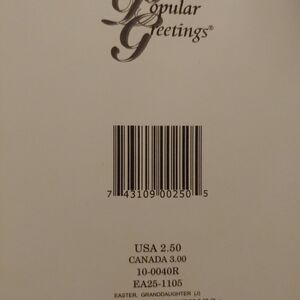 Popular
Greetings®
7 43109 00250 5
USA 2.50
CANADA 3.00
10-0040R
EA25-1105
EASTER, GRANDDAUGHTER (J)